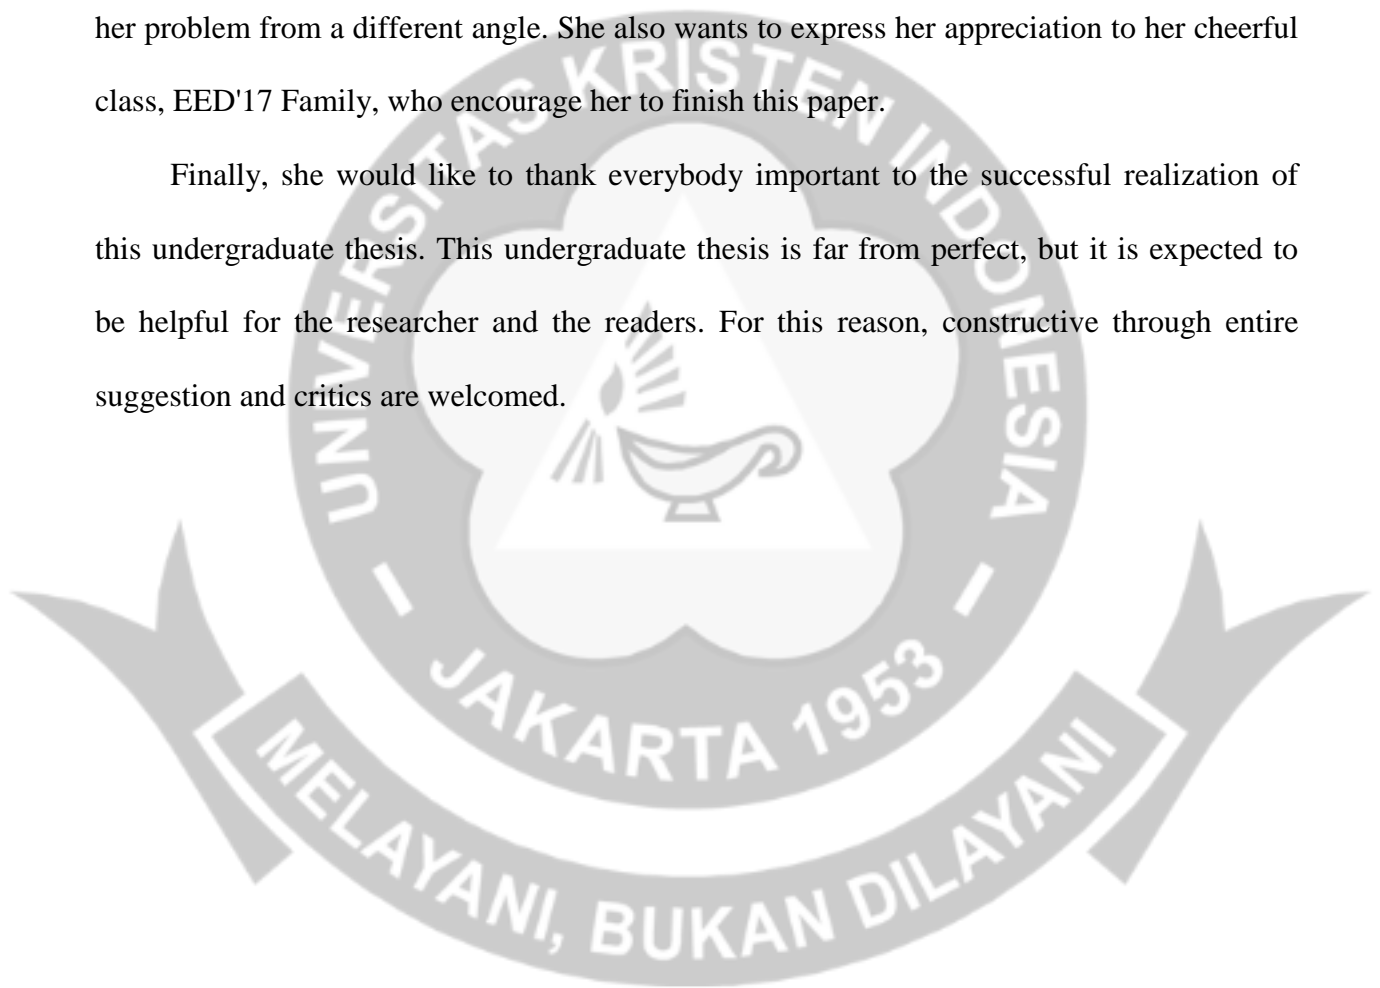 her problem from a different angle. She also wants to express her appreciation to her cheerful
class, EED'17 Family, who encourage her to finish this paper.
Finally, she would like to thank everybody important to the successful realization of
this undergraduate thesis. This undergraduate thesis is far from perfect, but it is expected to
be helpful for the researcher and the readers. For this reason, constructive through entire
suggestion and critics are welcomed.
UNIVERSITAS KRISTEN INDONESIA
JAKARTA 1953
MELAYANI, BUKAN DILAYANI